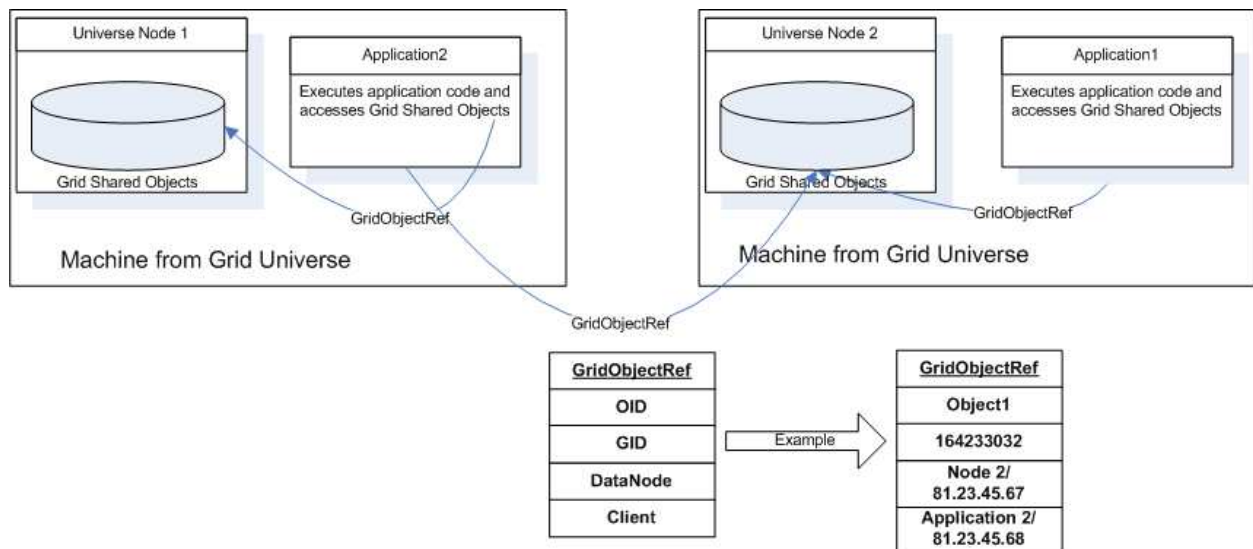 Universe Node 1
Grid Shared Objects
Application2
Executes application code and
accesses Grid Shared Objects
GridObjectRef
Machine from Grid Universe
Universe Node 2
Grid Shared Objects
Application1
Executes application code and
accesses Grid Shared Objects
GridObjectRef
Machine from Grid Universe
GridObjectRef
GridObjectRef
OID
GID
DataNode
Client
Example
GridObjectRef
Object1
164233032
Node 2/
81.23.45.67
Application 2/
81.23.45.68